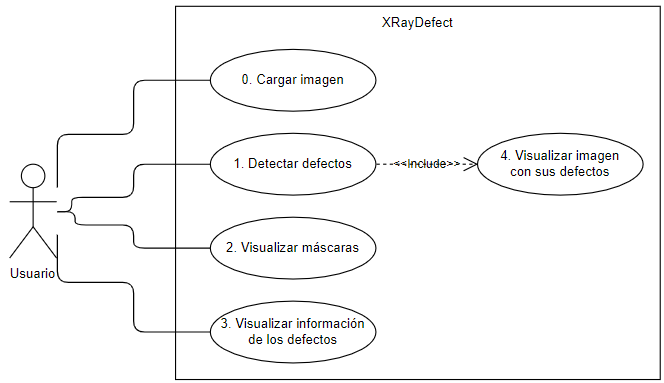 XRayDefect
0. Cargar imagen
1. Detectar defectos
<<Include>>
4. Visualizar imagen
con sus defectos
2. Visualizar máscaras
Usuario
3. Visualizar información
de los defectos